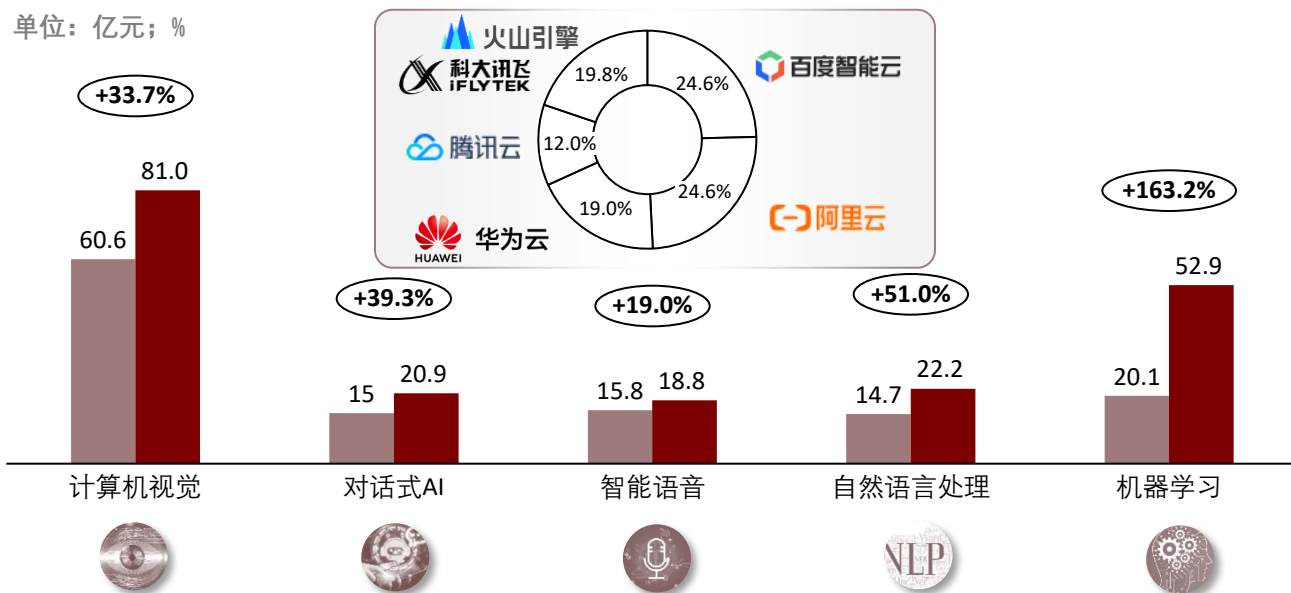 单位：亿元；%
火山引擎
科大讯飞
iFLYTEK
腾讯云
HUAWEI
华为云
百度智能云
阿里云
19.8%
24.6%
12.0%
19.0%
24.6%
+33.7%
60.6
81.0
+39.3%
15
20.9
+19.0%
15.8
18.8
+51.0%
14.7
22.2
+163.2%
20.1
52.9
计算机视觉
对话式AI
智能语音
自然语言处理
机器学习
NLP